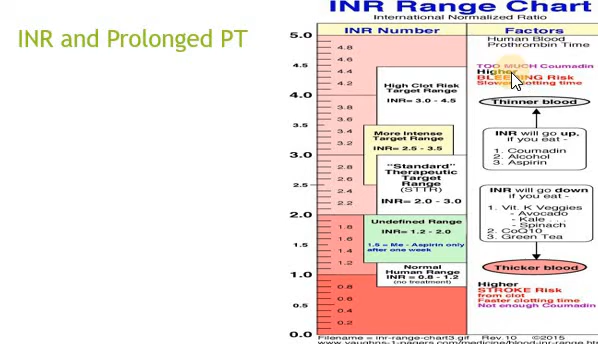 INR and Prolonged PT
INR Range Chart
International Normalized Ratio
INR Number
Factors
5.0
4.8
4.6
4.4
4.2
4.0
3.8
3.6
3.4
3.2
3.0
2.8
2.6
2.5
2.4
2.2
2.0
1.8
1.6
1.5
1.4
1.2
1.0
0.8
0.6
0.5
0.4
0.2
0.0
High Clot Risk
Target Range
INR= 3.0 - 4.5
More Intense
Target Range
INR= 2.5 - 3.5
"Standard"
Therapeutic
Target
Range
(STTR)
INR= 2.0 - 3.0
Undefined Range
INR= 1.2 - 2.0
1.5 = Me - Aspirin only
after one week
Normal
Human Range
INR = 0.8 - 1.2
(no treatment)
Human Blood
Prothrombin Time
TOO MUCH Coumadin
Higher
BLEEDING Risk
Slower clotting time
Thinner blood
INR will go up,
if you eat -
1. Coumadin
2. Alcohol
3. Aspirin
INR will go down
if you eat -
1. Vit. K Veggies
- Avocado
- Kale . . .
- Spinach
2. CoQ10
3. Green Tea
Thicker blood
Higher
STROKE Risk
from clot
Faster clotting time
Not enough Coumadin
Filename = inr-range-chart3.gif Rev.10 ©2015
www.vaughns-1-pagers.com/medicine/blood-inr-range.htm